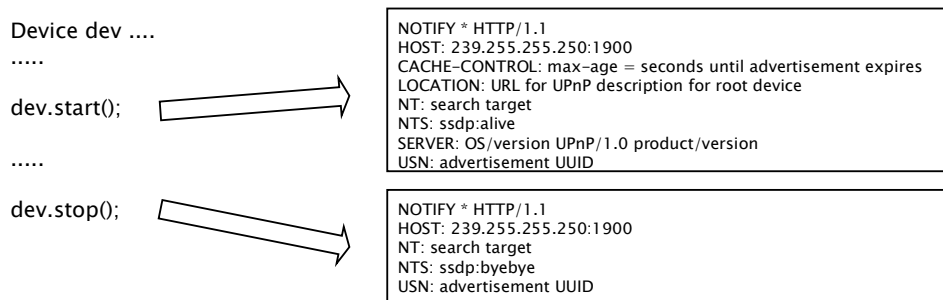 Device dev ....
.....
dev.start();
.....
dev.stop();
NOTIFY * HTTP/1.1
HOST: 239.255.255.250:1900
CACHE-CONTROL: max-age = seconds until advertisement expires
LOCATION: URL for UPnP description for root device
NT: search target
NTS: ssdp:alive
SERVER: OS/version UPnP/1.0 product/version
USN: advertisement UUID
NOTIFY * HTTP/1.1
HOST: 239.255.255.250:1900
NT: search target
NTS: ssdp:byebye
USN: advertisement UUID